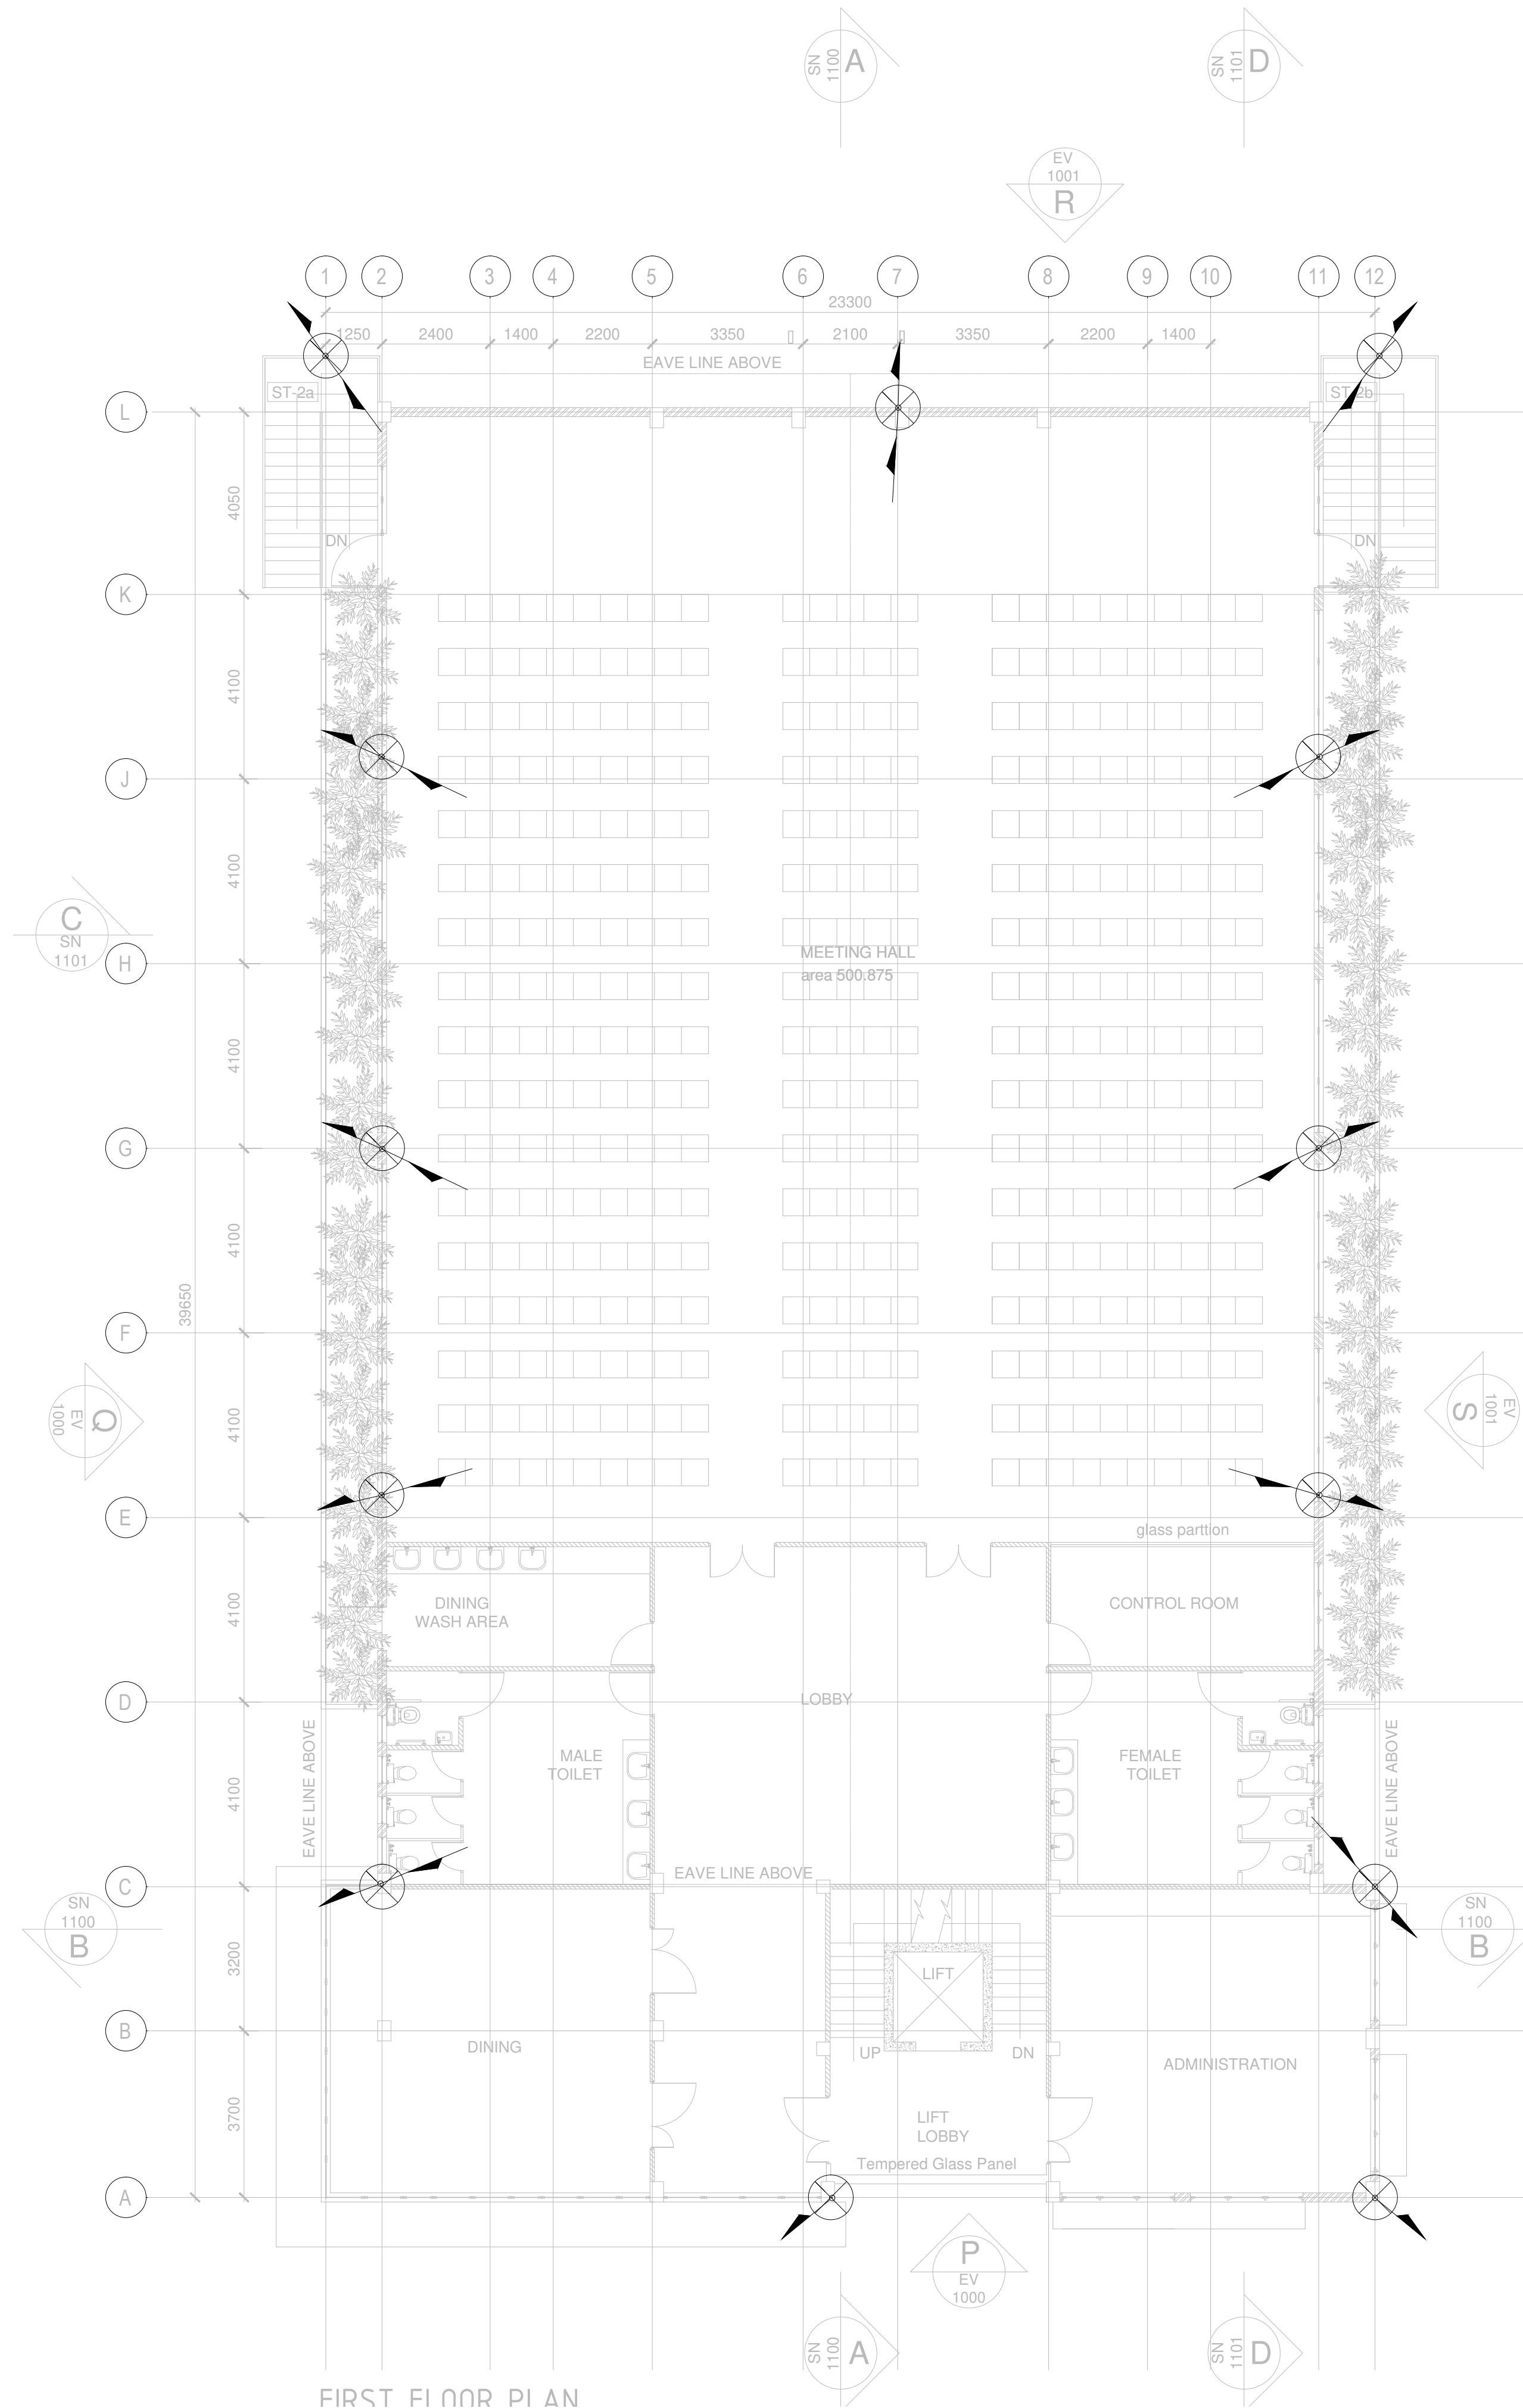 SN
1100
A
SN
1101
D
EV
1001
R
1
2
3
4
5
6
7
8
9
10
11
12
23300
1250
2400
1400
2200
3350
2100
3350
2200
1400
EAVE LINE ABOVE
ST-2a
ST-2b
L
4050
DN
DN
K
4100
J
4100
C
SN
1101
H
MEETING HALL
area 500.875
4100
G
4100
39650
F
Q
EV
1000
S
EV
1001
4100
E
glass parttion
DINING
WASH AREA
CONTROL ROOM
4100
D
LOBBY
EAVE LINE ABOVE
MALE
TOILET
FEMALE
TOILET
EAVE LINE ABOVE
4100
C
EAVE LINE ABOVE
SN
1100
B
SN
1100
B
3200
LIFT
B
DINING
UP
DN
ADMINISTRATION
3700
LIFT
LOBBY
Tempered Glass Panel
A
P
EV
1000
SN
1100
A
SN
1101
D
FIRST FLOOR PLAN